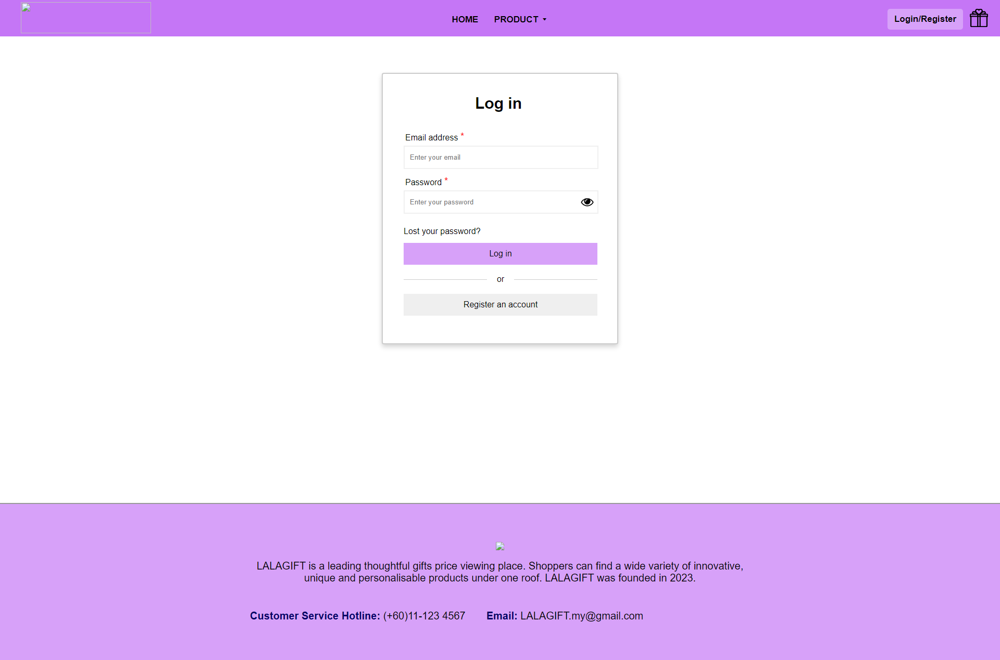 HOME PRODUCT
Login/Register
Log in
Email address *
Enter your email
Password *
Enter your password
Lost your password?
Log in
or
Register an account
LALAGIFT is a leading thoughtful gifts price viewing place. Shoppers can find a wide variety of innovative,
unique and personalisable products under one roof. LALAGIFT was founded in 2023.
Customer Service Hotline: (+60)11-123 4567 Email: LALAGIFT.my@gmail.com